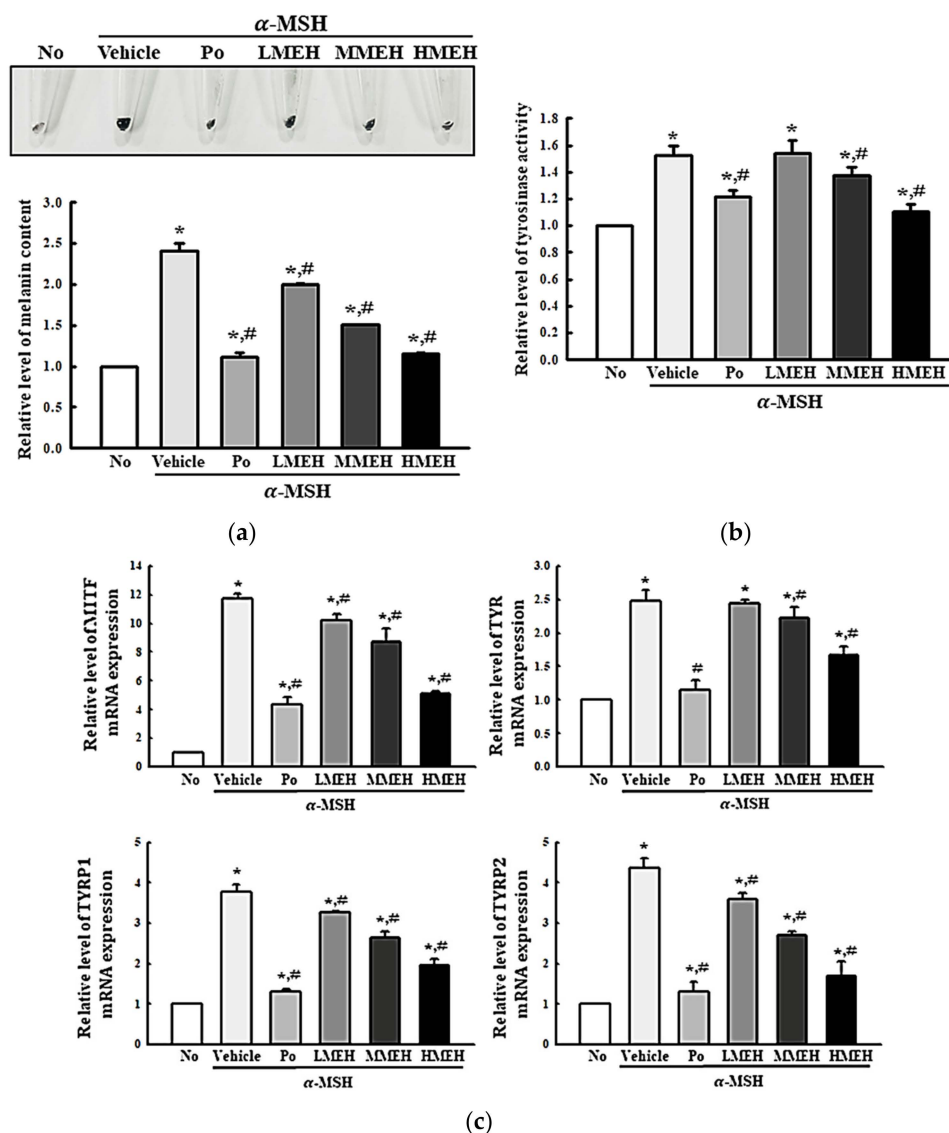 α-MSH
No Vehicle Po LMEH MMEH HMEH
Relative level of melanin content
3.0
2.5
2.0
1.5
1.0
0.5
0.0
*
*,#
*,#
*,#
*,#
No Vehicle Po LMEH MMEH HMEH
α-MSH
(a)
Relative level of tyrosinase activity
1.8
1.6
1.4
1.2
1.0
0.8
0.6
0.4
0.2
0.0
*
*,#
*
*,#
*,#
No Vehicle Po LMEH MMEH HMEH
α-MSH
(b)
Relative level of MITF
mRNA expression
14
12
10
8
6
4
2
0
*
*,#
*,#
*,#
*,#
No Vehicle Po LMEH MMEH HMEH
α-MSH
Relative level of TYR
mRNA expression
3.0
2.5
2.0
1.5
1.0
0.5
0.0
*
#
*
*,#
*,#
No Vehicle Po LMEH MMEH HMEH
α-MSH
Relative level of TYRP1
mRNA expression
5
4
3
2
1
0
*
*,#
*,#
*,#
*,#
No Vehicle Po LMEH MMEH HMEH
α-MSH
Relative level of TYRP2
mRNA expression
5
4
3
2
1
0
*
*,#
*,#
*,#
*,#
No Vehicle Po LMEH MMEH HMEH
α-MSH
(c)